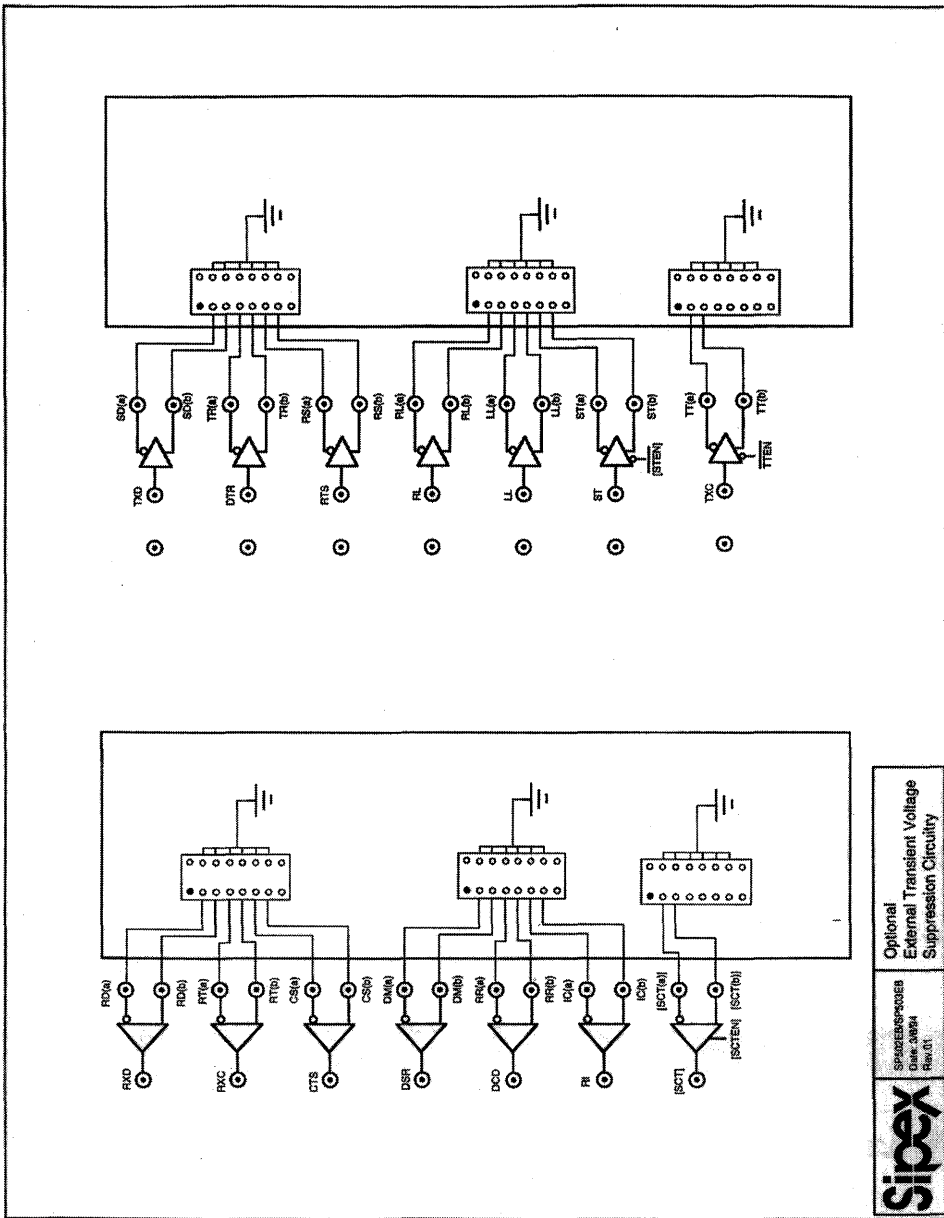 SD(a)
SD(b)
TR(a)
TR(b)
RS(a)
RS(b)
RL(a)
RL(b)
LL(a)
LL(b)
ST(a)
ST(b)
TT(a)
TT(b)
TXD
DTR
RTS
RL
LL
ST
[STEN]
TXC
TTEN
RD(a)
RD(b)
RT(a)
RT(b)
CS(a)
CS(b)
DM(a)
DM(b)
RR(a)
RR(b)
IC(a)
IC(b)
[SCT(a)]
[SCT(b)]
RXD
RXC
CTS
DSR
DCD
RI
[SCT]
[SCTEN]
Sipex
SP502EB/SP503EB
Date:
Rev.01
Optional
External Transient Voltage
Suppression Circuitry